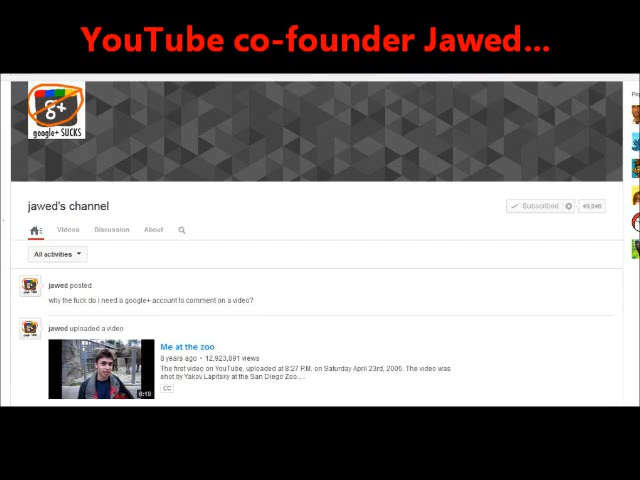 YouTube co-founder Jawed...
g+
google+ SUCKS
Pop
jawed's channel
Subscribed
Videos Discussion About
All activities
jawed posted
why the fuck do i need a google+ account to comment on a video?
jawed uploaded a video
Me at the zoo
8 years ago • 12,923,891 views
The first video on YouTube, uploaded at 8:27 P.M. on Saturday April 23rd, 2005. The video was
shot by Yakov Lapitsky at the San Diego Zoo....
0:19
CC